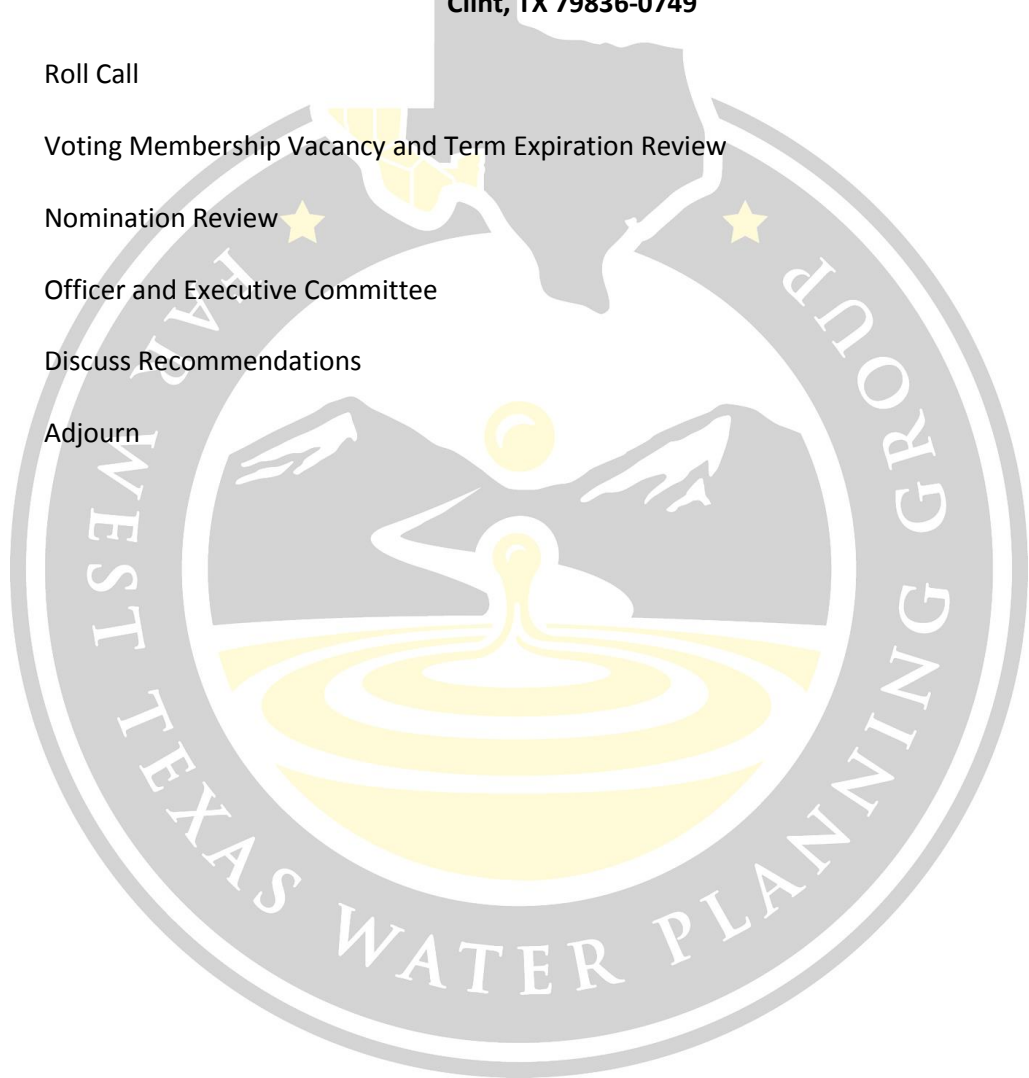 Clint, TX 79836-0749
Roll Call
Voting Membership Vacancy and Term Expiration Review
Nomination Review
Officer and Executive Committee
Discuss Recommendations
Adjourn
FAR WEST TEXAS WATER PLANNING GROUP